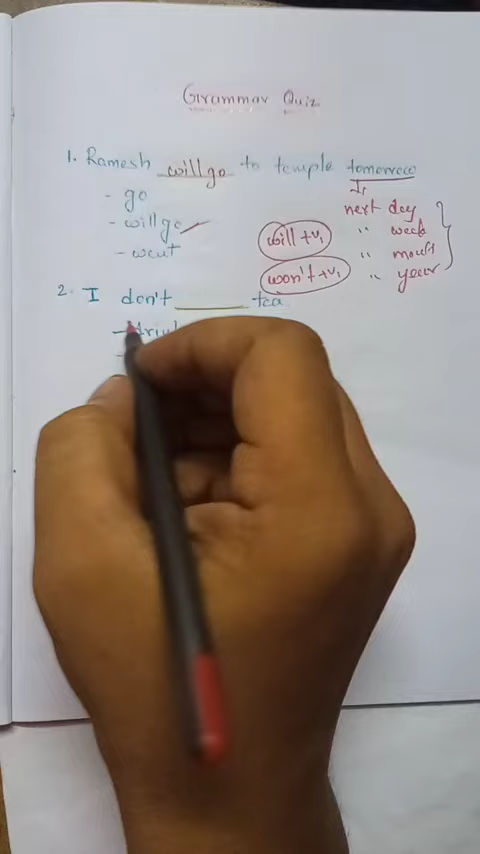 Grammar Quiz
1. Ramesh will go to temple tomorrow
- go
- will go
- went
next day
" week
" month
" year
will + v1
won't + v1
2. I don't ______ tea